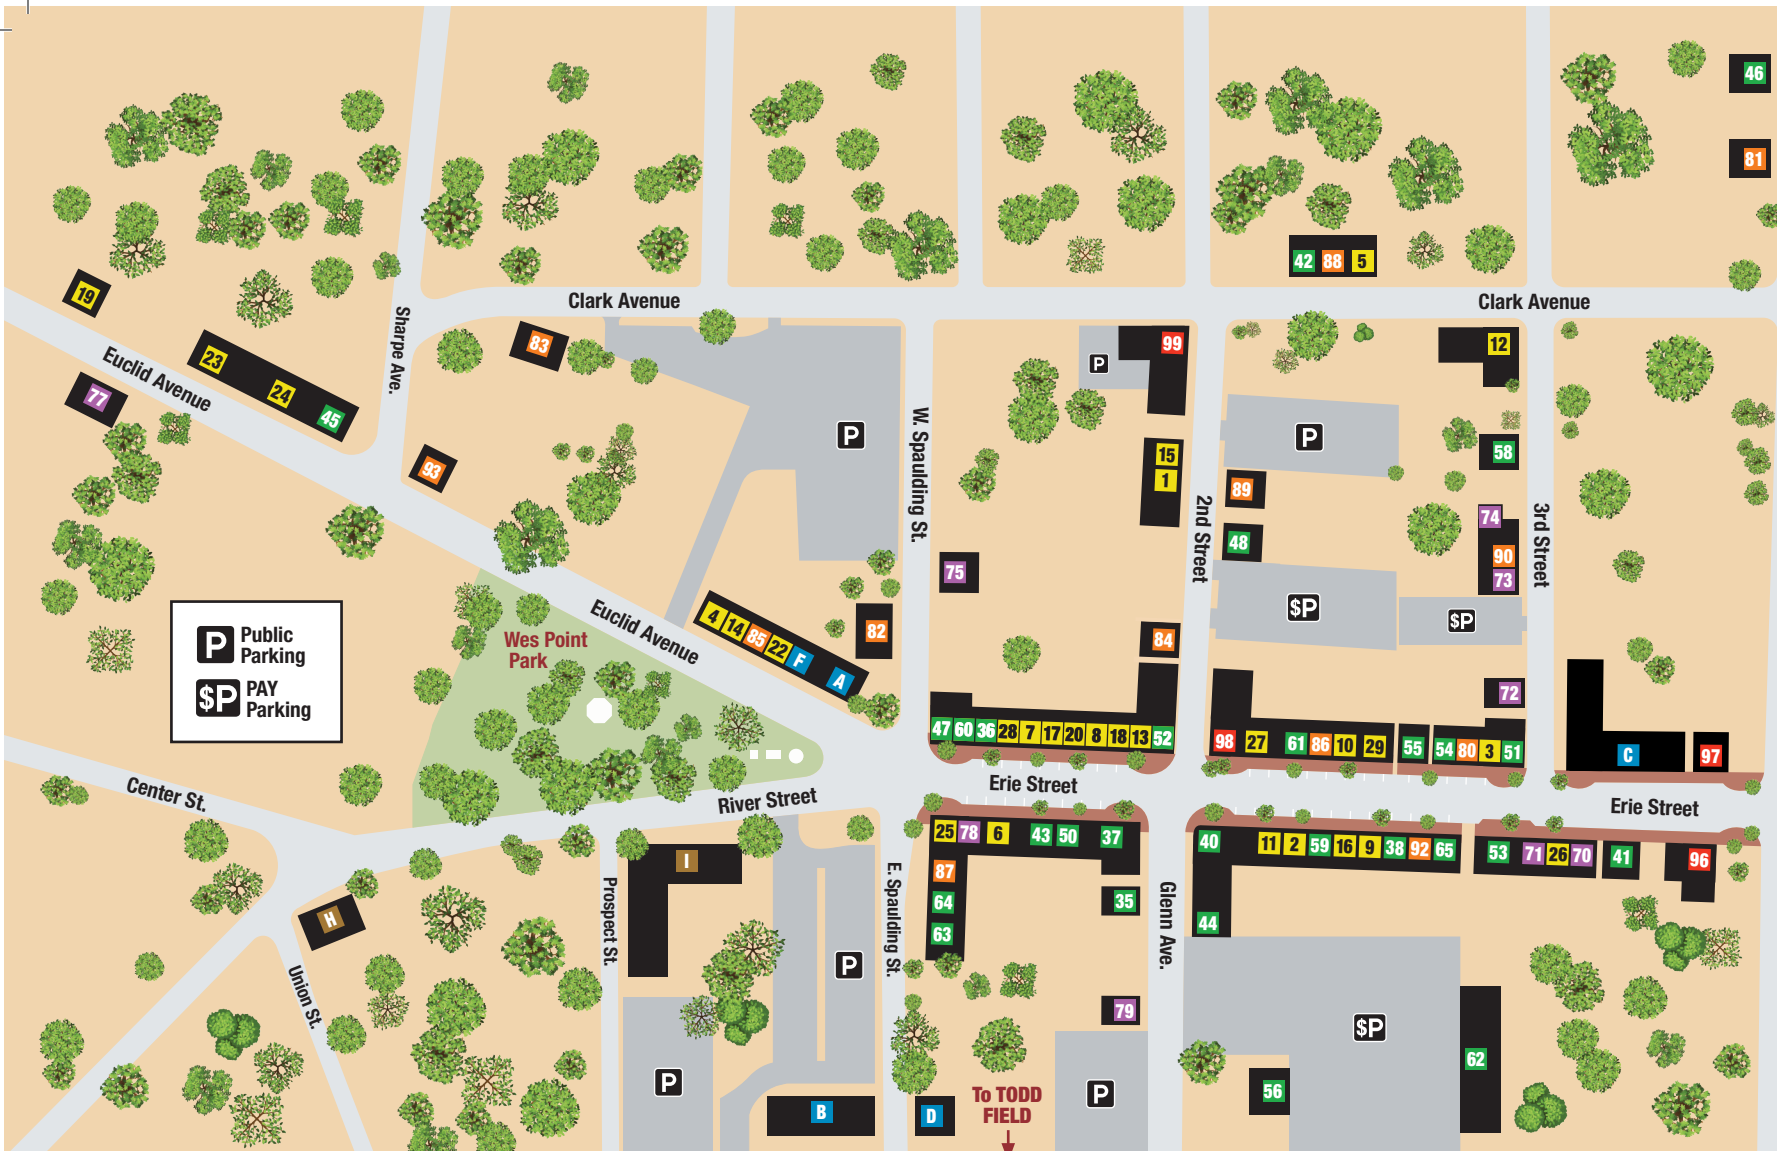 46
81
42 88 5
19
Clark Avenue
Clark Avenue
Sharpe Ave.
83
99
12
23
24
45
Euclid Avenue
77
P
P
P
W. Spaulding St.
15
1
58
93
89
2nd Street
3rd Street
74
48
90
73
75
4 14 85 22 F A
Euclid Avenue
82
$P
$P
84
P Public
Parking
$P PAY
Parking
Wes Point
Park
72
47 60 36 28 7 17 20 8 18 13 52
98 27 61 86 10 29 55 54 80 3 51
C 97
Center St.
River Street
Erie Street
Erie Street
25 78 6 43 50 37
40 11 2 59 16 9 38 92 65 53 71 26 70 41 96
I
87
64
63
35
44
H
Prospect St.
E. Spaulding St.
Glenn Ave.
Union St.
P
79
$P
62
P
P
56
B
D
To TODD
FIELD